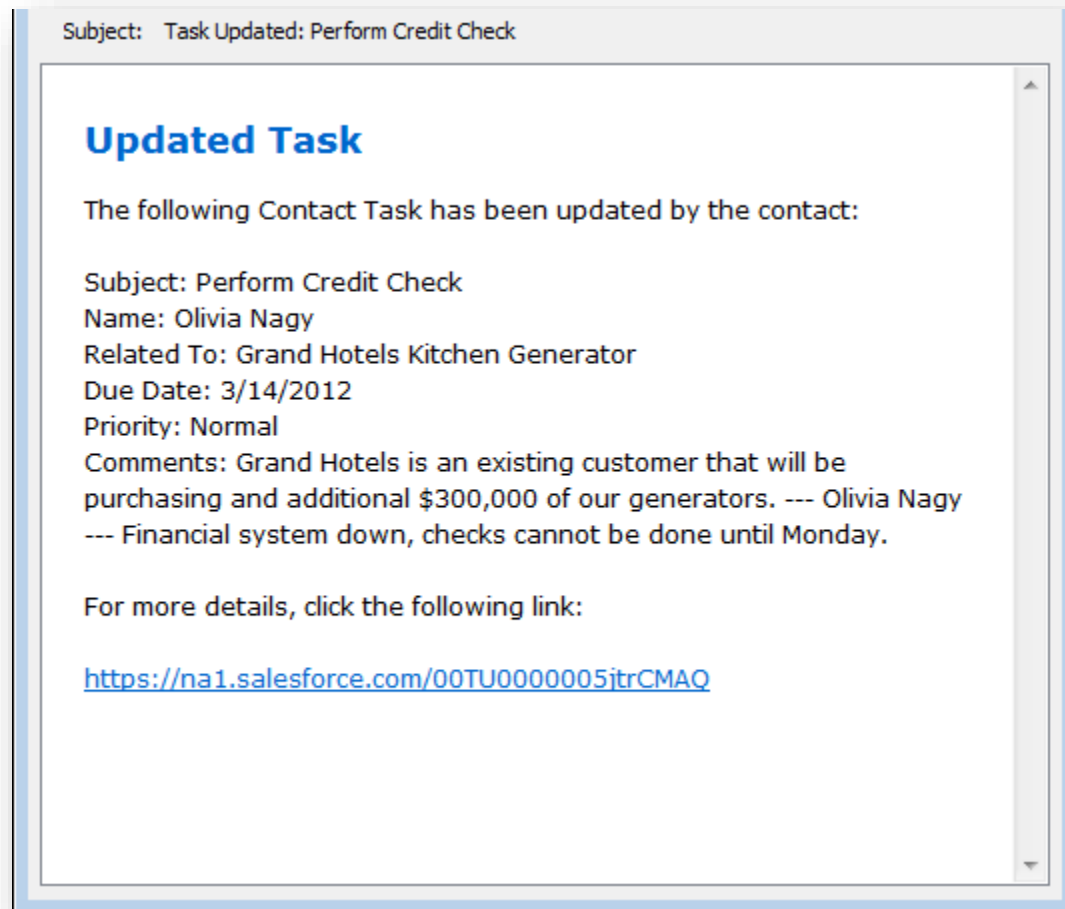 Subject: Task Updated: Perform Credit Check
Updated Task
The following Contact Task has been updated by the contact:
Subject: Perform Credit Check
Name: Olivia Nagy
Related To: Grand Hotels Kitchen Generator
Due Date: 3/14/2012
Priority: Normal
Comments: Grand Hotels is an existing customer that will be
purchasing and additional $300,000 of our generators. --- Olivia Nagy
--- Financial system down, checks cannot be done until Monday.
For more details, click the following link:
https://na1.salesforce.com/00TU0000005jtrCMAQ